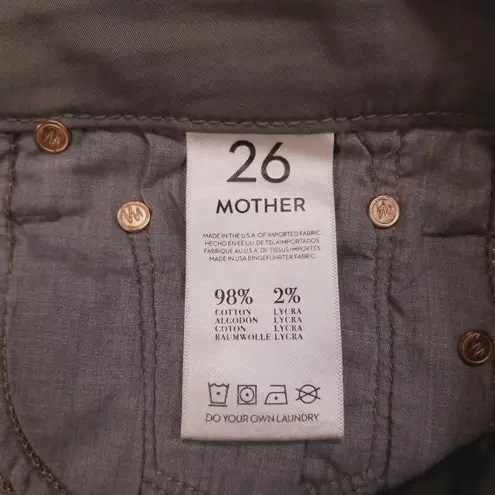 26
MOTHER
MADE IN THE U.S.A. OF IMPORTED FABRIC
HECHO EN EE.UU. DE TELA IMPORTADOS
FABRIQUÉ AU U.S.A. DE TISSUS IMPORTÉS
MADE IN USA EINGEFÜHRTER FABRIC
98% 2%
COTTON LYCRA
ALGODÓN LYCRA
COTON LYCRA
BAUMWOLLE LYCRA
DO YOUR OWN LAUNDRY